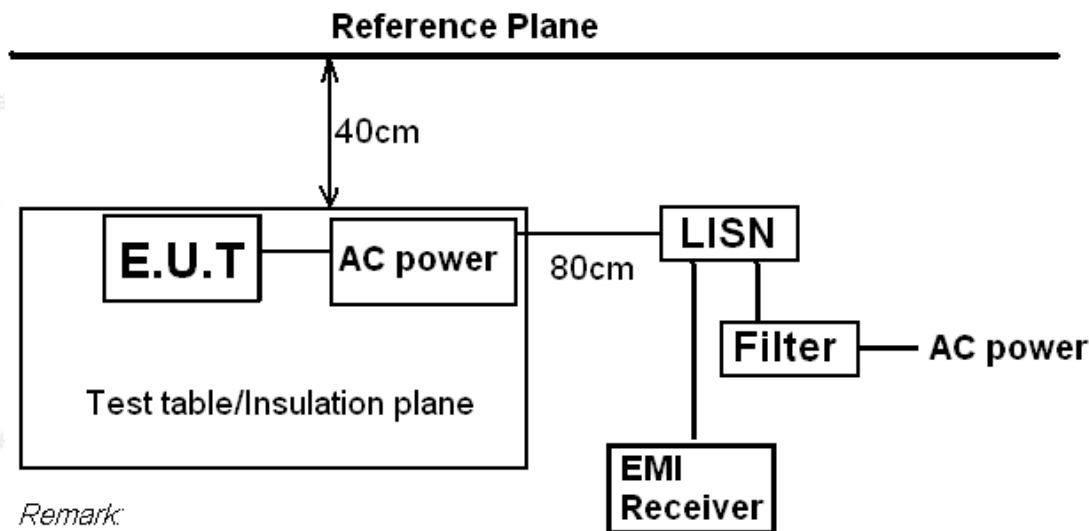 Reference Plane
40cm
E.U.T
AC power
80cm
LISN
Filter
AC power
Test table/Insulation plane
EMI
Receiver
Remark: